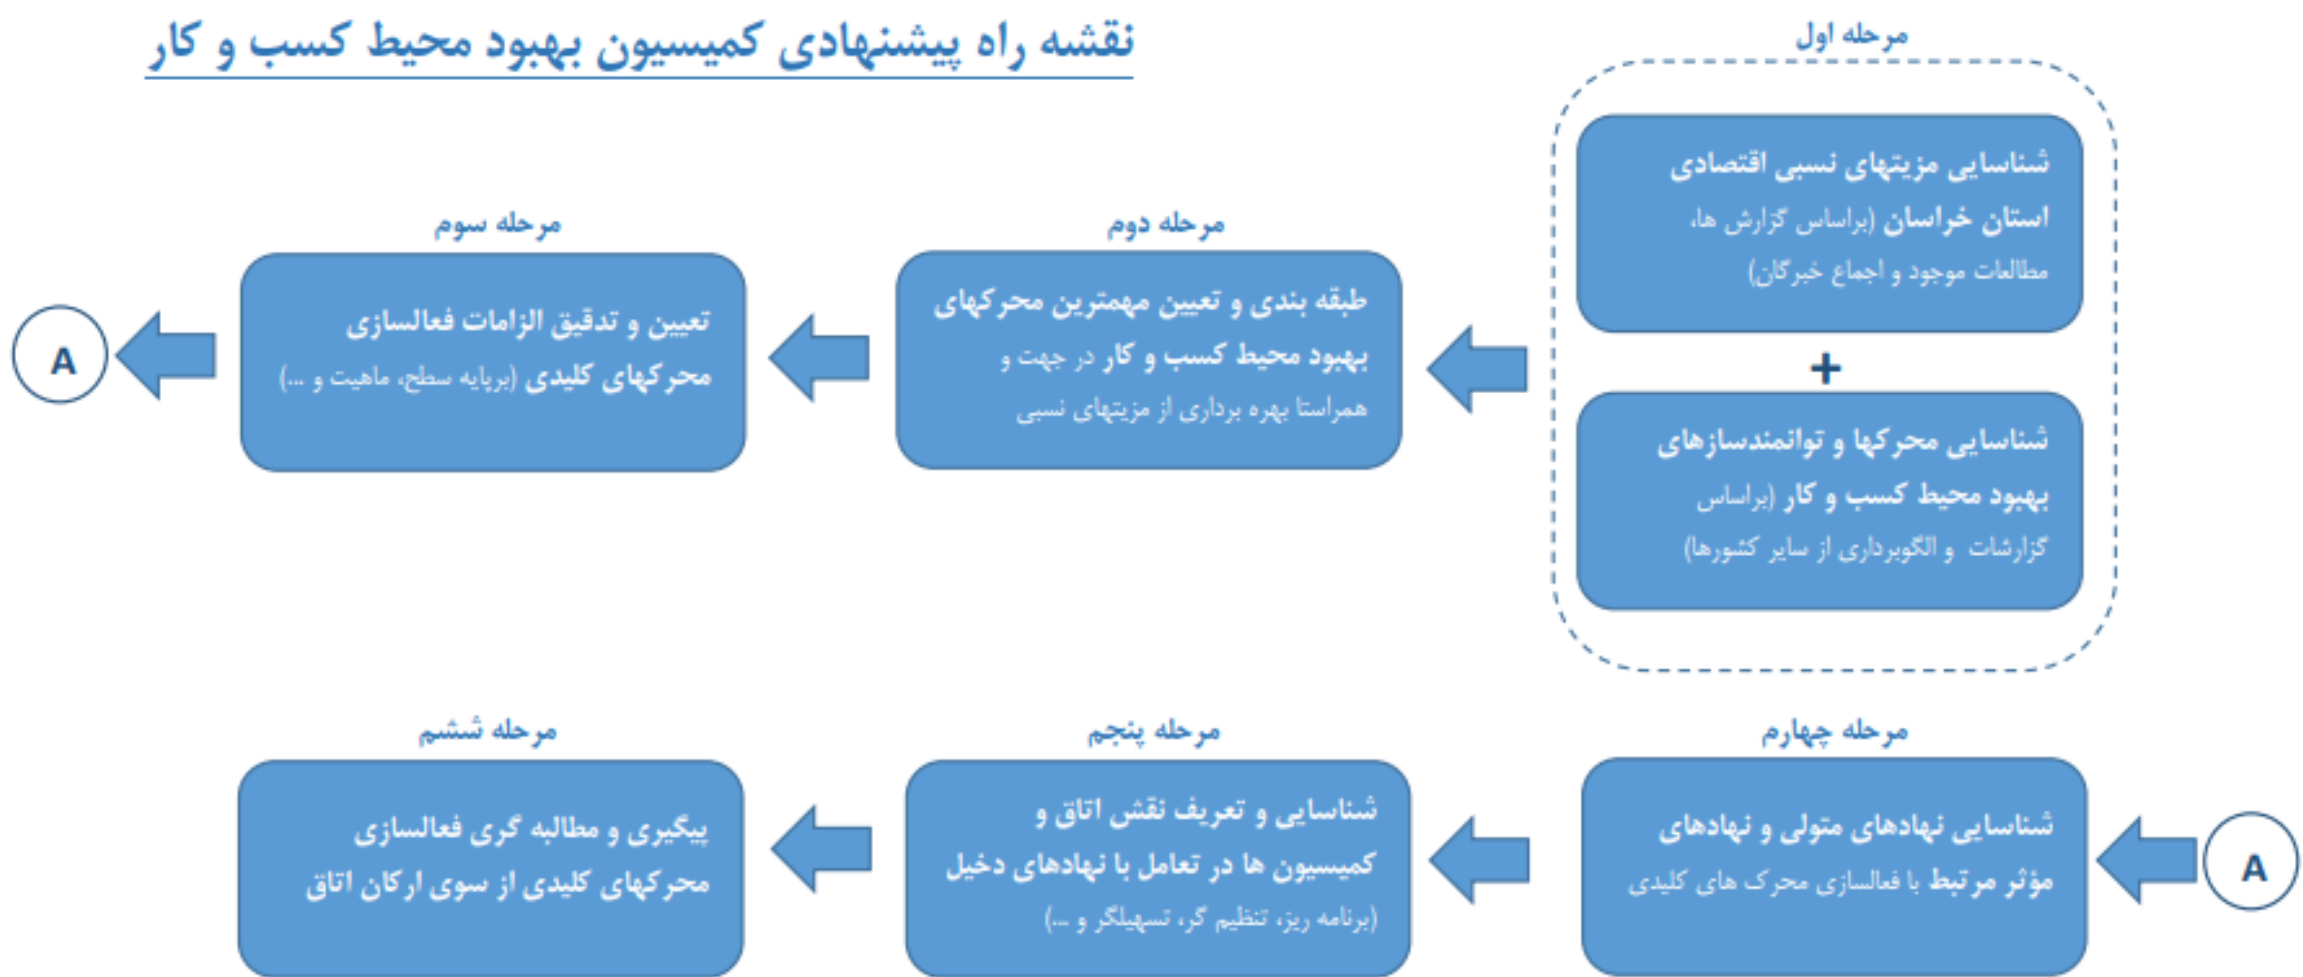 نقشه راه پیشنهادی کمیسیون بهبود محیط کسب و کار
مرحله اول
شناسایی مزیتهای نسبی اقتصادی
استان خراسان (براساس گزارش ها،
مطالعات موجود و اجماع خبرگان)
+
شناسایی محرکها و توانمندسازهای
بهبود محیط کسب و کار (براساس
گزارشات و الگوبرداری از سایر کشورها)
مرحله دوم
طبقه بندی و تعیین مهمترین محرکهای
بهبود محیط کسب و کار در جهت و
همراستا بهره برداری از مزیتهای نسبی
مرحله سوم
تعیین و تدقیق الزامات فعالسازی
محرکهای کلیدی (برپایه سطح، ماهیت و ...)
A
A
مرحله چهارم
شناسایی نهادهای متولی و نهادهای
مؤثر مرتبط با فعالسازی محرک های کلیدی
مرحله پنجم
شناسایی و تعریف نقش اتاق و
کمیسیون ها در تعامل با نهادهای دخیل
(برنامه ریز، تنظیم گر، تسهیلگر و ...)
مرحله ششم
پیگیری و مطالبه گری فعالسازی
محرکهای کلیدی از سوی ارکان اتاق